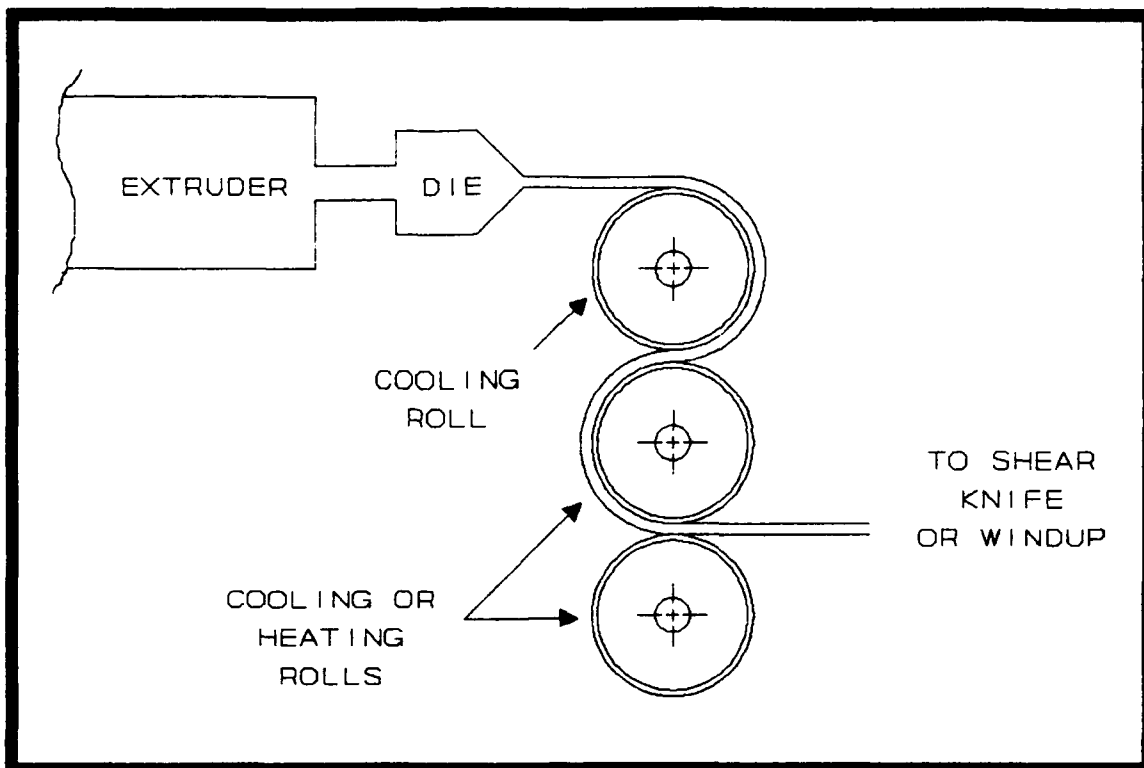 EXTRUDER
DIE
COOLING
ROLL
TO SHEAR
KNIFE
OR WINDUP
COOLING OR
HEATING
ROLLS